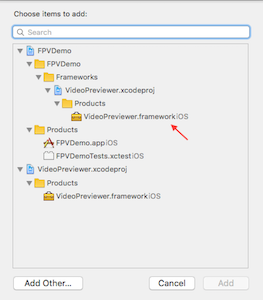 Choose items to add:
Search
FPVDemo
FPVDemo
Frameworks
VideoPreviewer.xcodeproj
Products
VideoPreviewer.framework iOS
Products
FPVDemo.app iOS
FPVDemoTests.xctest iOS
VideoPreviewer.xcodeproj
Products
VideoPreviewer.framework iOS
Add Other... Cancel Add